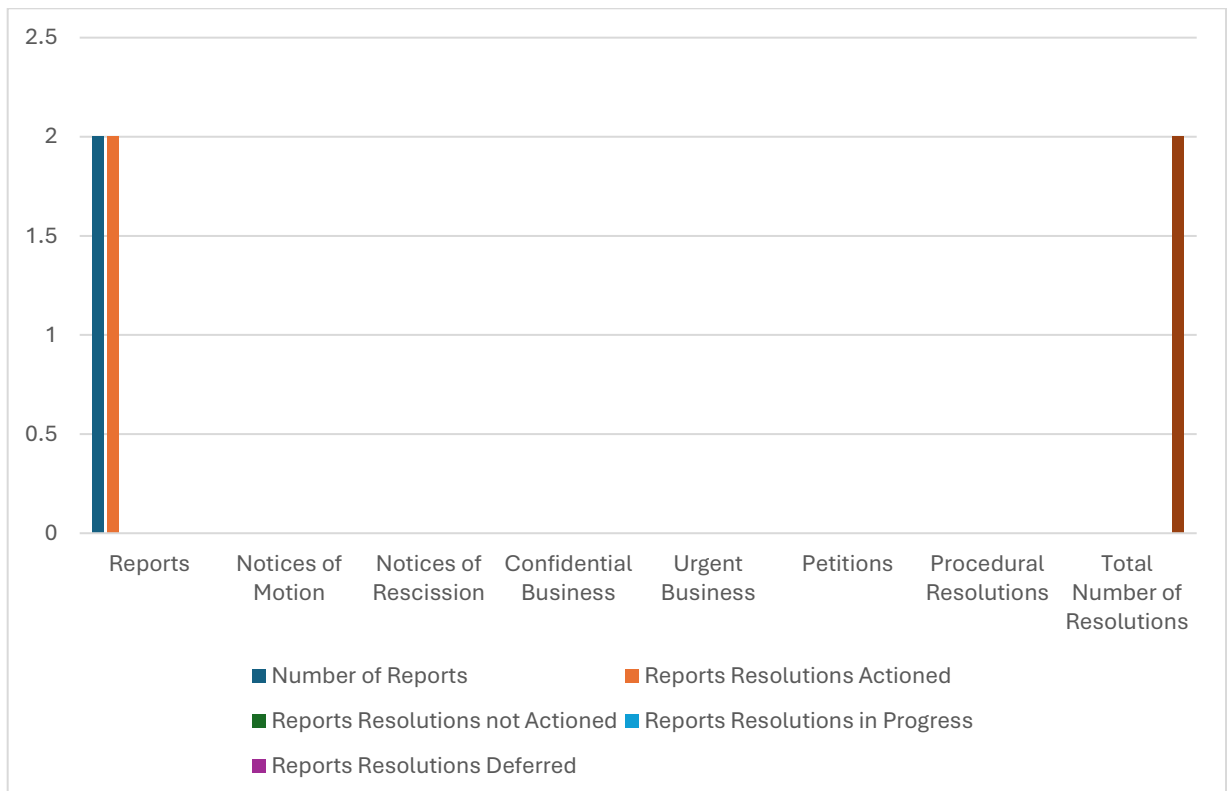 2.5
2
1.5
1
0.5
0
Reports
Notices of
Motion
Notices of
Rescission
Confidential
Business
Urgent
Business
Petitions
Procedural
Resolutions
Total
Number of
Resolutions
Number of Reports
Reports Resolutions Actioned
Reports Resolutions not Actioned
Reports Resolutions in Progress
Reports Resolutions Deferred